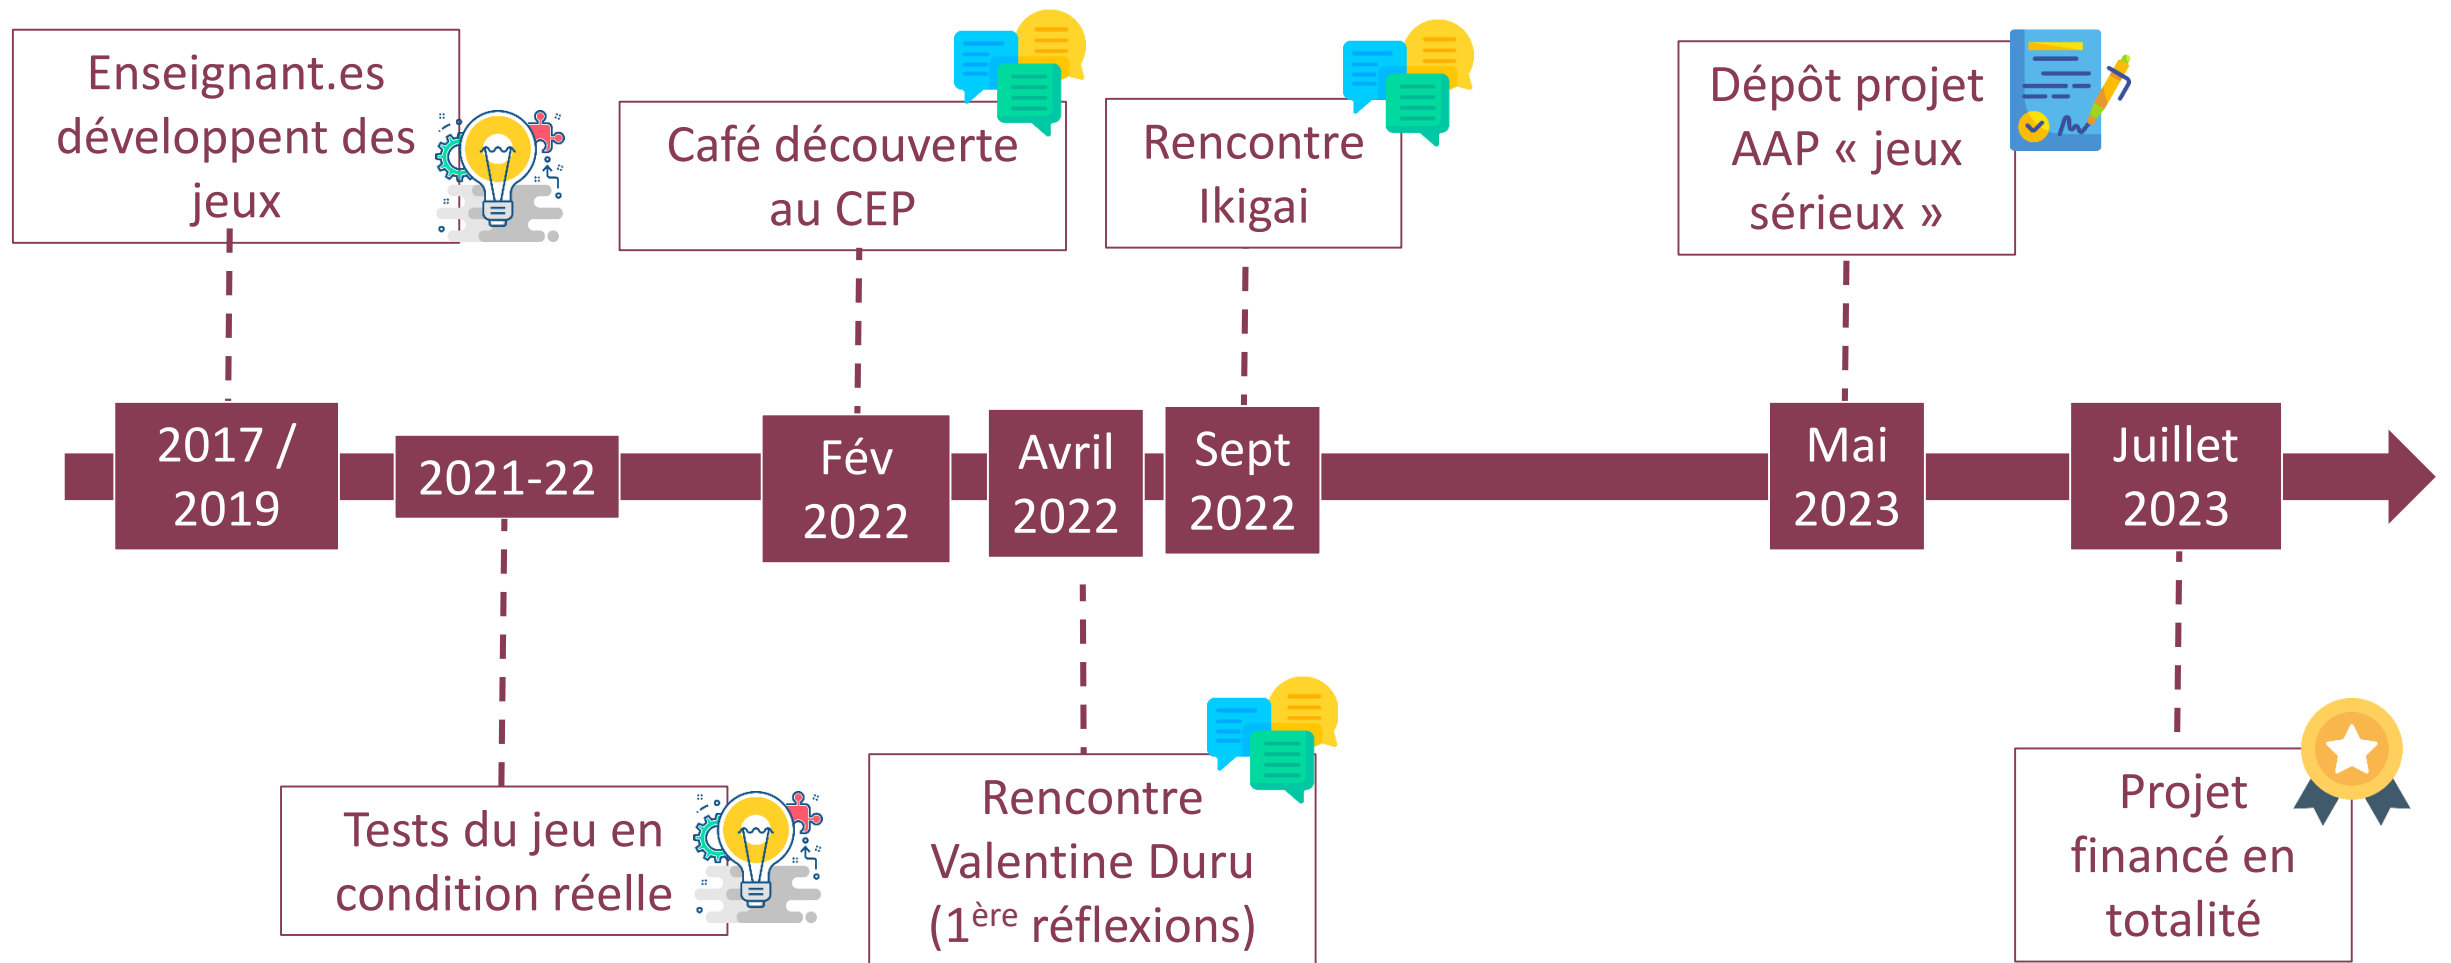 Enseignant.es
développent des
jeux
Café découverte
au CEP
Rencontre
Ikigai
Dépôt projet
AAP « jeux
sérieux »
2017 /
2019
2021-22
Fév
2022
Avril
2022
Sept
2022
Mai
2023
Juillet
2023
Tests du jeu en
condition réelle
Rencontre
Valentine Duru
(1ère réflexions)
Projet
financé en
totalité